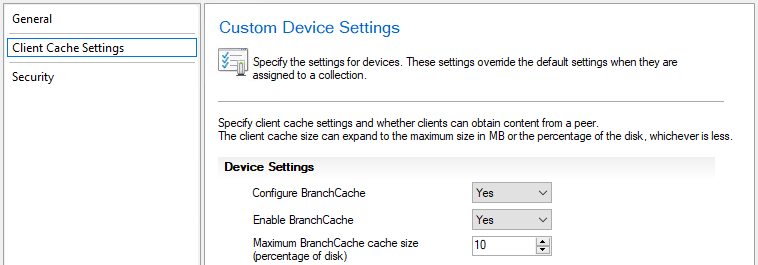 General
Client Cache Settings
Security
Custom Device Settings
Specify the settings for devices. These settings override the default settings when they are
assigned to a collection.
Specify client cache settings and whether clients can obtain content from a peer.
The client cache size can expand to the maximum size in MB or the percentage of the disk, whichever is less.
Device Settings
Configure BranchCache Yes
Enable BranchCache Yes
Maximum BranchCache cache size 10
(percentage of disk)